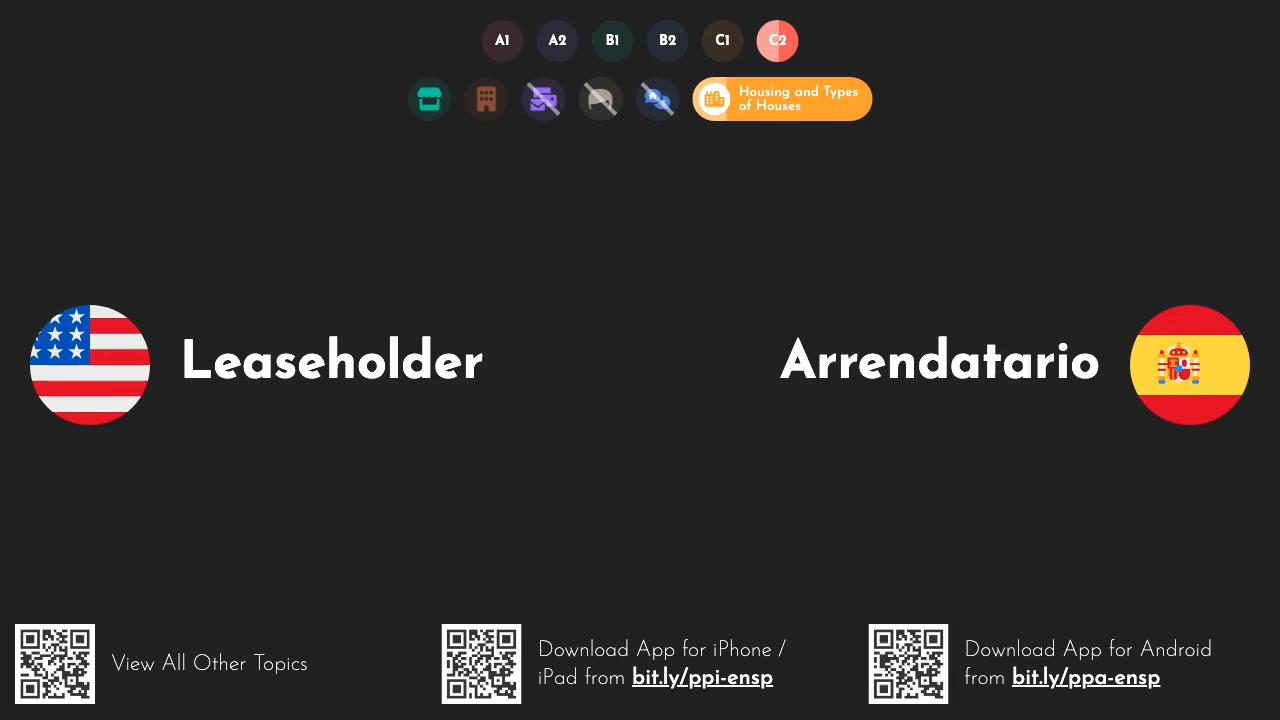 A1 A2 B1 B2 C1 C2
Housing and Types
of Houses
Leaseholder
Arrendatario
View All Other Topics
Download App for iPhone /
iPad from bit.ly/ppi-ensp
Download App for Android
from bit.ly/ppa-ensp